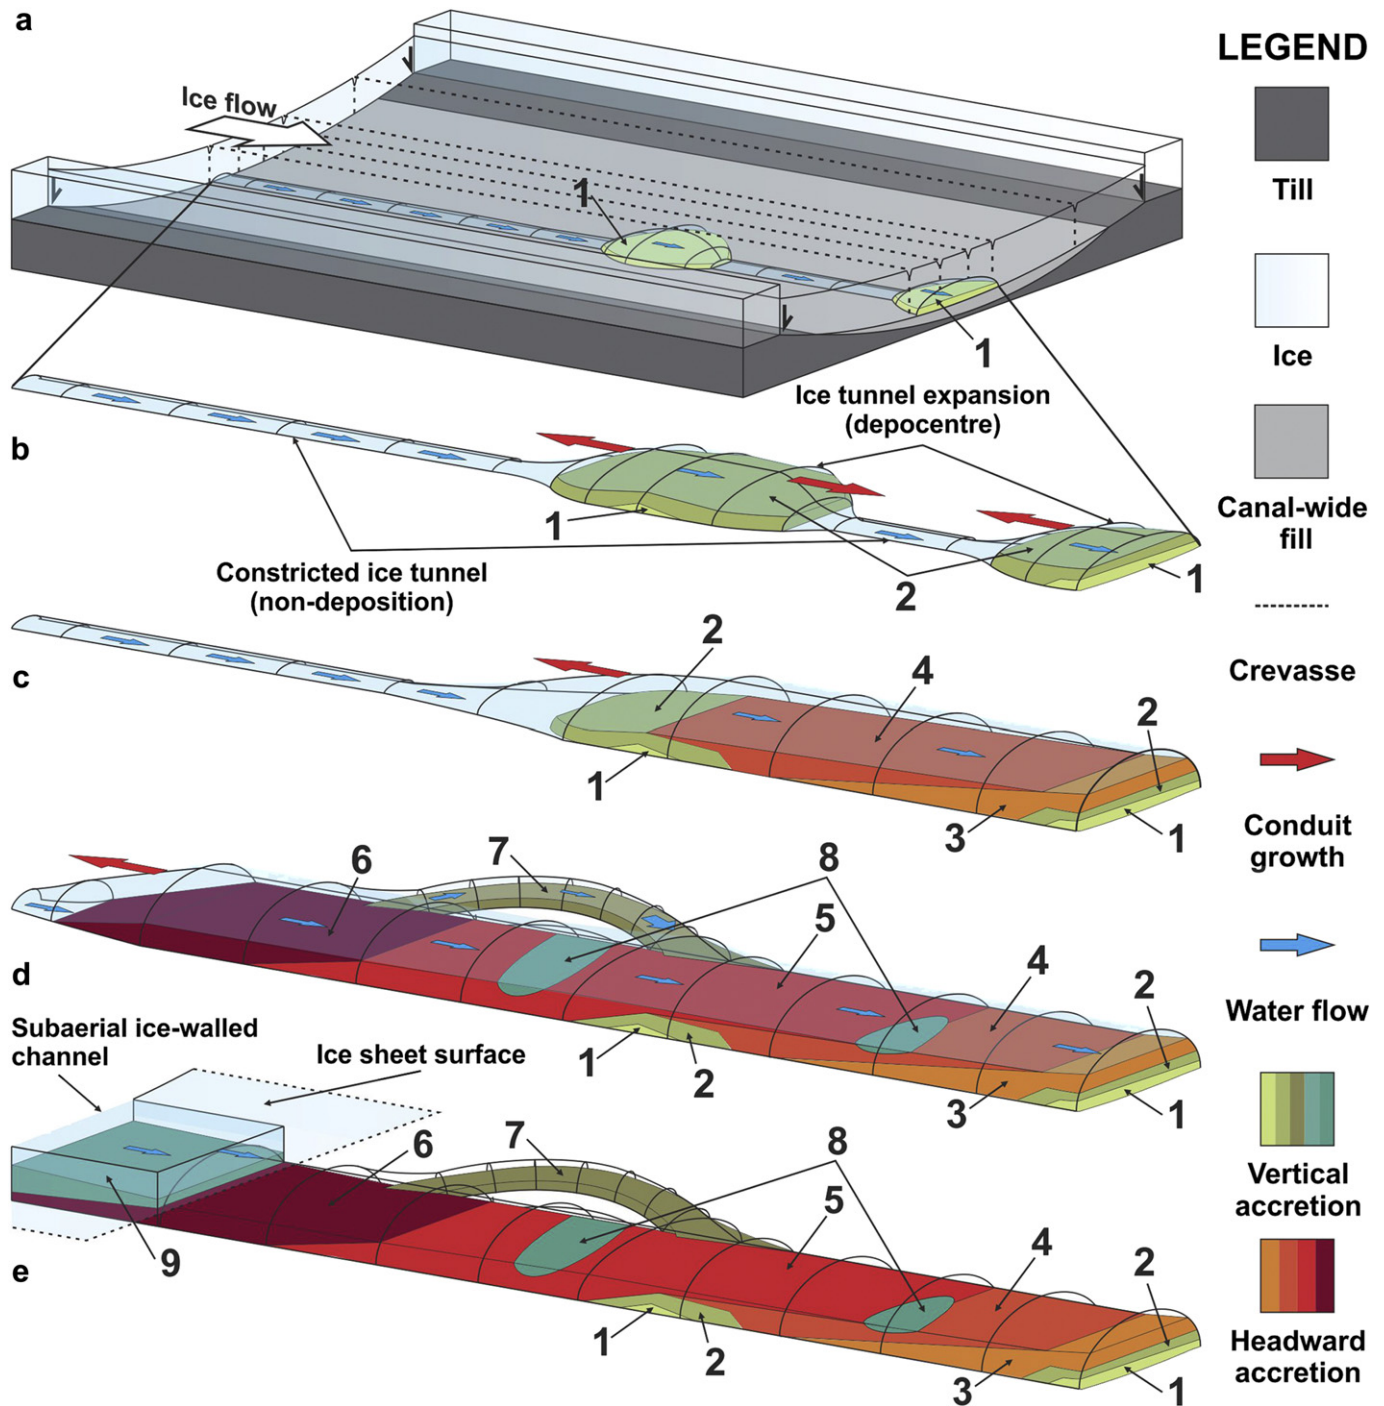 a
LEGEND
Ice flow
1
1
Till
Ice
Canal-wide
fill
Crevasse
Conduit
growth
Water flow
Vertical
accretion
Headward
accretion
b
Ice tunnel expansion
(depocentre)
1
2
1
Constricted ice tunnel
(non-deposition)
c
2
4
2
1
3
1
d
6
7
8
5
4
2
1
2
3
1
Subaerial ice-walled
channel
Ice sheet surface
e
6
7
8
5
4
2
9
1
2
3
1